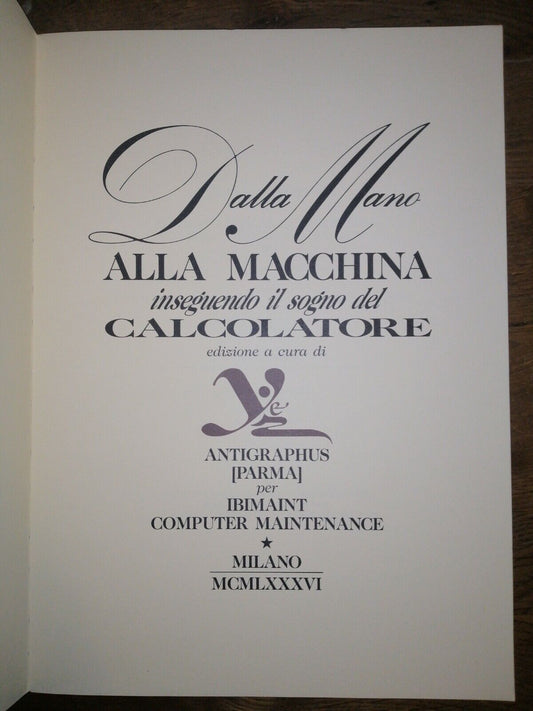 Dalla Mano
ALLA MACCHINA
inseguendo il sogno del
CALCOLATORE
edizione a cura di
ANTIGRAPHUS
[PARMA]
per
IBIMAINT
COMPUTER MAINTENANCE
★
MILANO
MCMLXXXVI